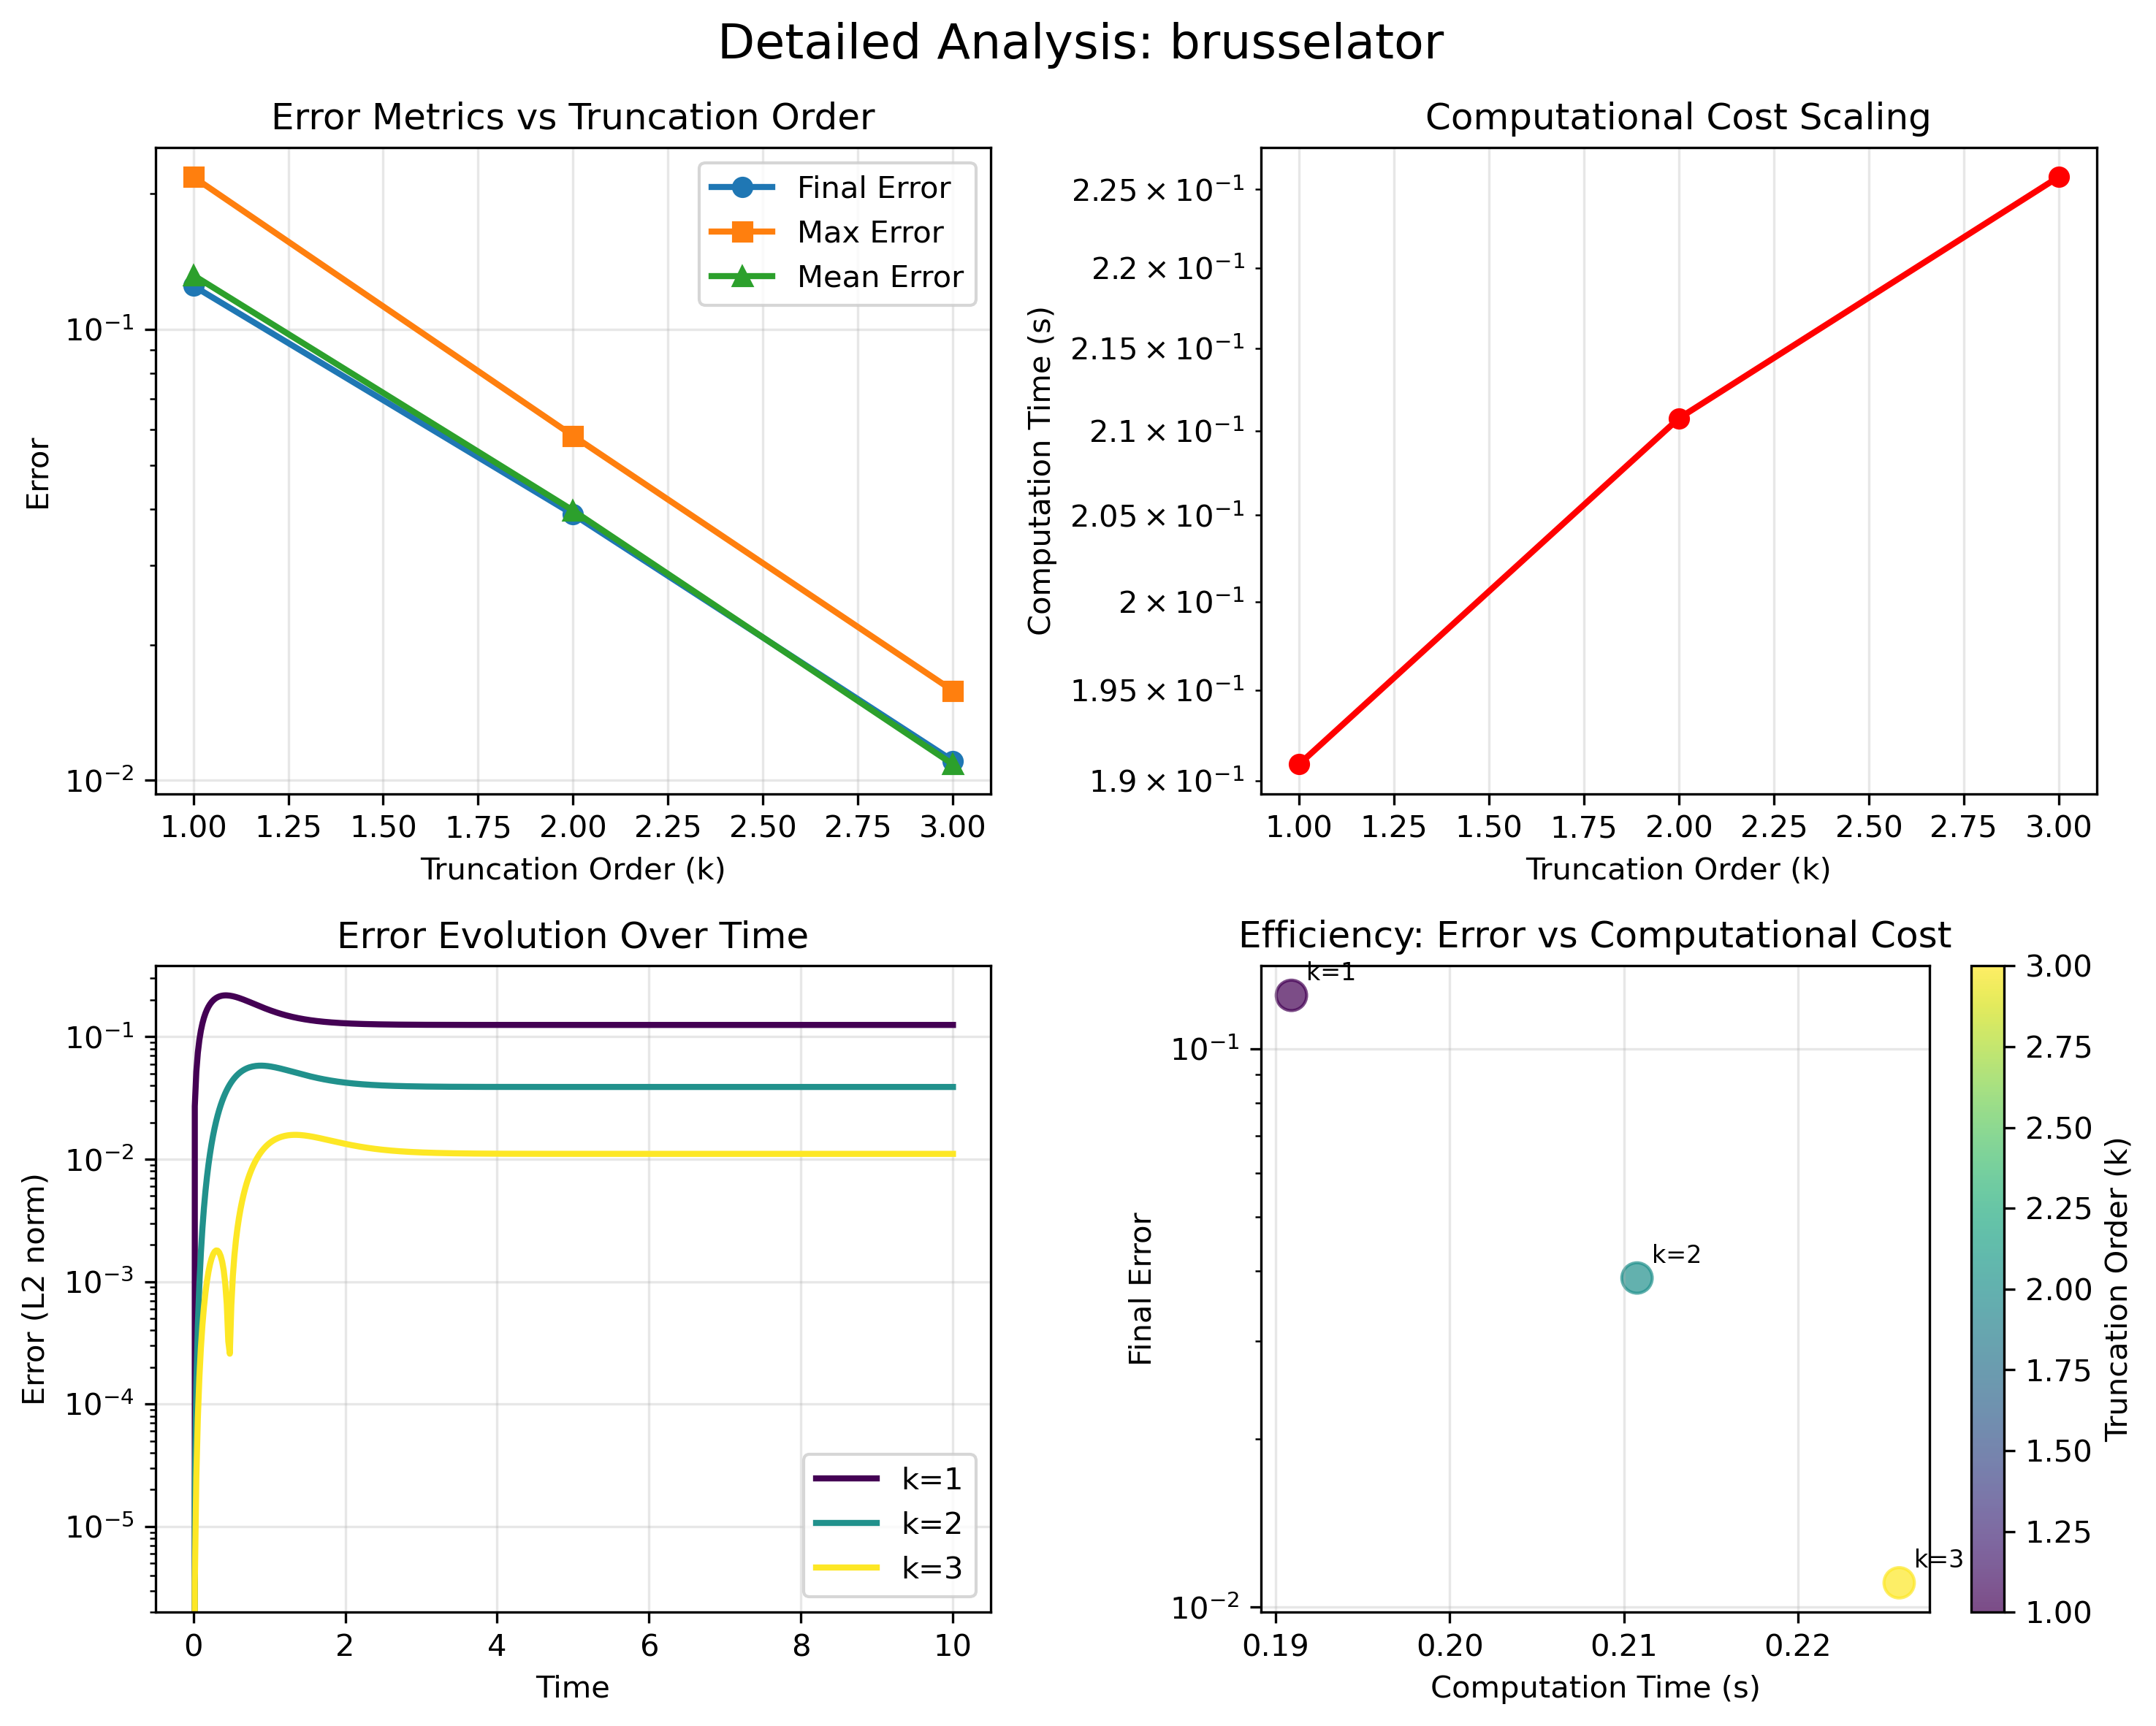 Detailed Analysis: brusselator
Error Metrics vs Truncation Order
Error
10⁻¹
10⁻²
Final Error
Max Error
Mean Error
1.00 1.25 1.50 1.75 2.00 2.25 2.50 2.75 3.00
Truncation Order (k)
Computational Cost Scaling
Computation Time (s)
2.25 × 10⁻¹
2.2 × 10⁻¹
2.15 × 10⁻¹
2.1 × 10⁻¹
2.05 × 10⁻¹
2 × 10⁻¹
1.95 × 10⁻¹
1.9 × 10⁻¹
1.00 1.25 1.50 1.75 2.00 2.25 2.50 2.75 3.00
Truncation Order (k)
Error Evolution Over Time
Error (L2 norm)
10⁻¹
10⁻²
10⁻³
10⁻⁴
10⁻⁵
k=1
k=2
k=3
0 2 4 6 8 10
Time
Efficiency: Error vs Computational Cost
Final Error
10⁻¹
10⁻²
k=1
k=2
k=3
0.19 0.20 0.21 0.22
Computation Time (s)
3.00
2.75
2.50
2.25
2.00
1.75
1.50
1.25
1.00
Truncation Order (k)